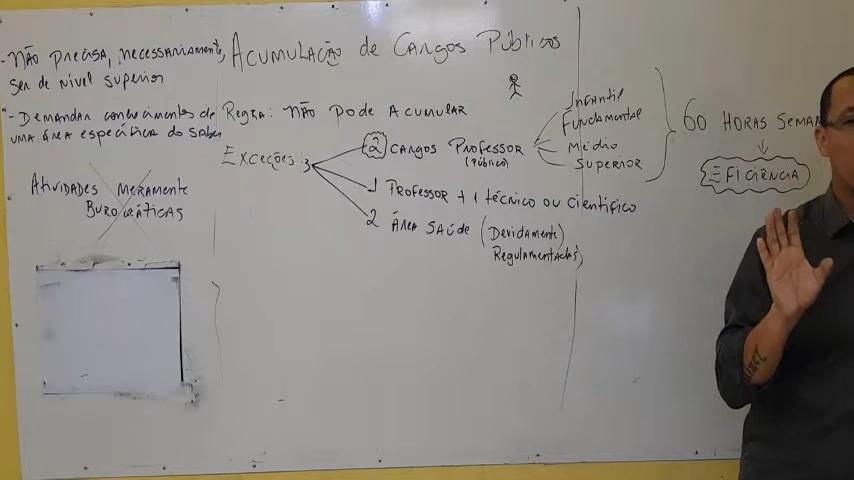 Acumulação de Cargos Públicos
- Não precisa, necessariamente,
ser de nível superior
- Demandar conhecimentos de
uma área específica do saber
Atividades meramente
burocráticas
Regra: não pode acumular
Exceções: 3
2 cargos professor
(público)
Infantil
Fundamental
Médio
Superior
60 horas seman
Eficiência
1 professor + 1 técnico ou científico
2 área saúde (Devidamente
Regulamentadas)